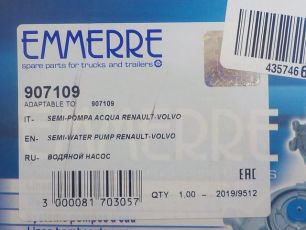 EMMERRE
spare parts for trucks and trailers
907109
ADAPTABLE TO 907109
IT- SEMI-POMPA ACQUA RENAULT-VOLVO
EN- SEMI-WATER PUMP RENAULT-VOLVO
RU- ВОДЯНОЙ НАСОС
EAC
3 000081 703057
QTY 1,00 - 2019/9512
435746
EMMERRE